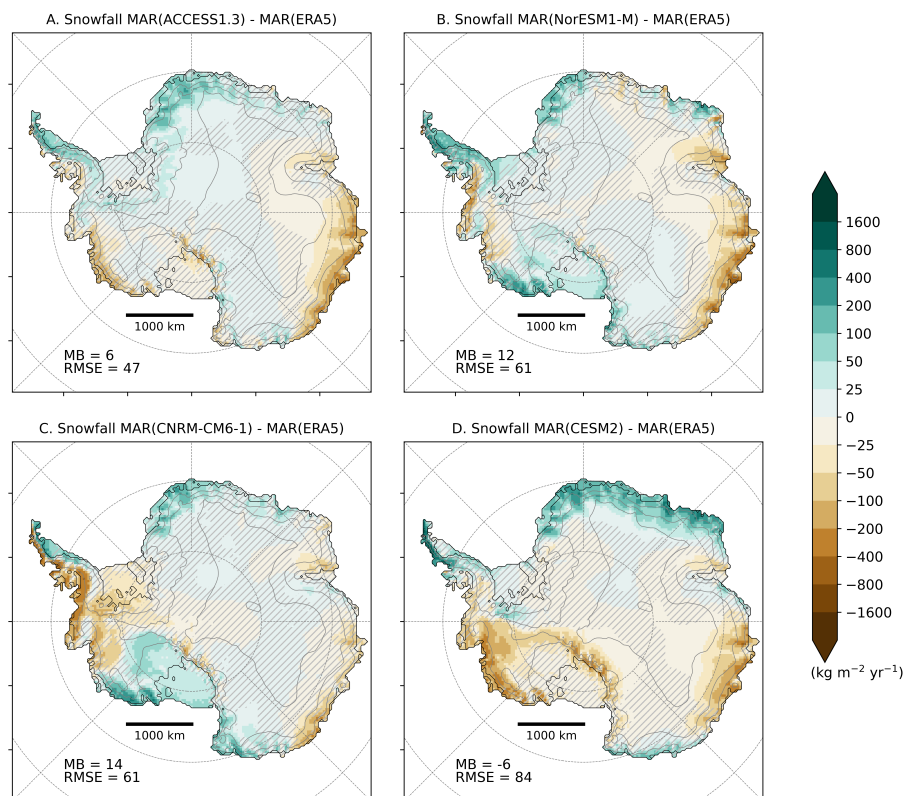 A. Snowfall MAR(ACCESS1.3) - MAR(ERA5)
B. Snowfall MAR(NorESM1-M) - MAR(ERA5)
1000 km
MB = 6
RMSE = 47
1000 km
MB = 12
RMSE = 61
C. Snowfall MAR(CNRM-CM6-1) - MAR(ERA5)
D. Snowfall MAR(CESM2) - MAR(ERA5)
1000 km
MB = 14
RMSE = 61
1000 km
MB = -6
RMSE = 84
1600
800
400
200
100
50
25
0
−25
−50
−100
−200
−400
−800
−1600
(kg m⁻² yr⁻¹)